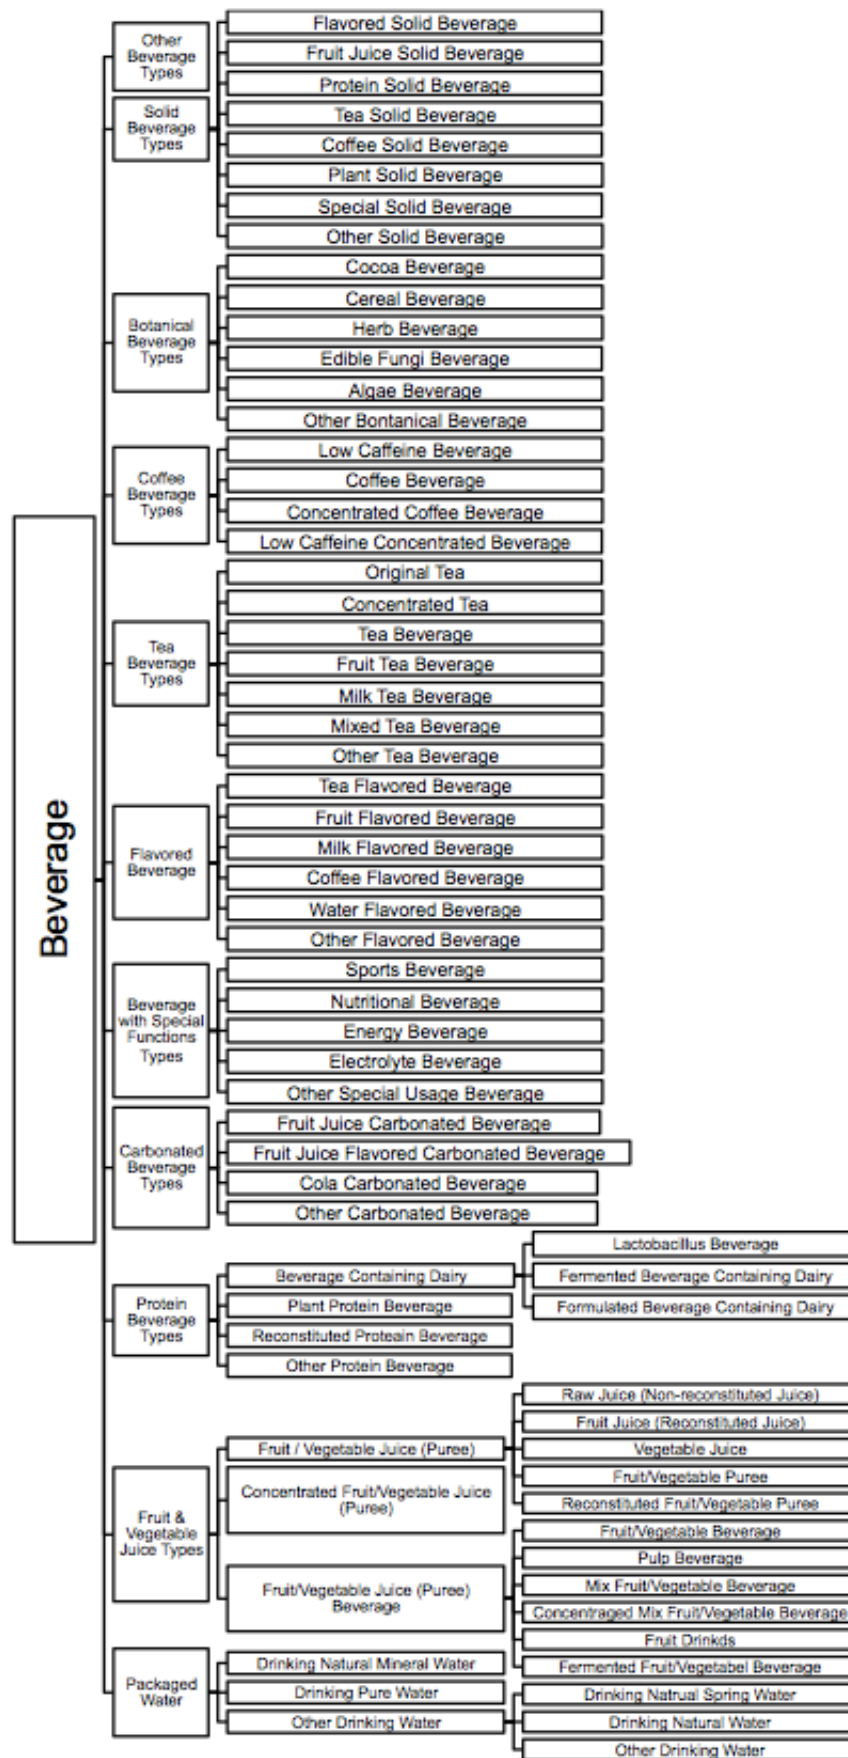 Beverage
Other
Beverage
Types
Solid
Beverage
Types
Flavored Solid Beverage
Fruit Juice Solid Beverage
Protein Solid Beverage
Tea Solid Beverage
Coffee Solid Beverage
Plant Solid Beverage
Special Solid Beverage
Other Solid Beverage
Botanical
Beverage
Types
Cocoa Beverage
Cereal Beverage
Herb Beverage
Edible Fungi Beverage
Algae Beverage
Other Bontanical Beverage
Coffee
Beverage
Types
Low Caffeine Beverage
Coffee Beverage
Concentrated Coffee Beverage
Low Caffeine Concentrated Beverage
Tea
Beverage
Types
Original Tea
Concentrated Tea
Tea Beverage
Fruit Tea Beverage
Milk Tea Beverage
Mixed Tea Beverage
Other Tea Beverage
Flavored
Beverage
Tea Flavored Beverage
Fruit Flavored Beverage
Milk Flavored Beverage
Coffee Flavored Beverage
Water Flavored Beverage
Other Flavored Beverage
Beverage
with Special
Functions
Types
Sports Beverage
Nutritional Beverage
Energy Beverage
Electrolyte Beverage
Other Special Usage Beverage
Carbonated
Beverage
Types
Fruit Juice Carbonated Beverage
Fruit Juice Flavored Carbonated Beverage
Cola Carbonated Beverage
Other Carbonated Beverage
Protein
Beverage
Types
Beverage Containing Dairy
Lactobacillus Beverage
Fermented Beverage Containing Dairy
Formulated Beverage Containing Dairy
Plant Protein Beverage
Reconstituted Proteain Beverage
Other Protein Beverage
Fruit &
Vegetable
Juice Types
Fruit / Vegetable Juice (Puree)
Raw Juice (Non-reconstituted Juice)
Fruit Juice (Reconstituted Juice)
Vegetable Juice
Fruit/Vegetable Puree
Reconstituted Fruit/Vegetable Puree
Concentrated Fruit/Vegetable Juice
(Puree)
Fruit/Vegetable Juice (Puree)
Beverage
Fruit/Vegetable Beverage
Pulp Beverage
Mix Fruit/Vegetable Beverage
Concentraged Mix Fruit/Vegetable Beverage
Fruit Drinkds
Fermented Fruit/Vegetabel Beverage
Packaged
Water
Drinking Natural Mineral Water
Drinking Pure Water
Other Drinking Water
Drinking Natrual Spring Water
Drinking Natural Water
Other Drinking Water